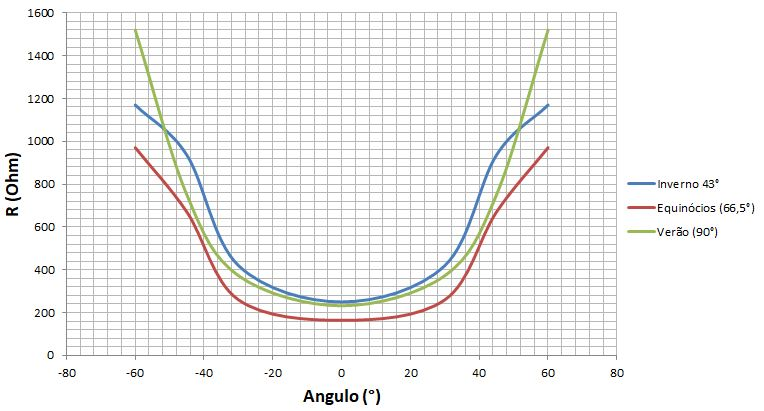 1600
1400
1200
1000
800
600
400
200
0
R (Ohm)
-80 -60 -40 -20 0 20 40 60 80
Angulo (°)
Inverno 43°
Equinócios (66,5°)
Verão (90°)